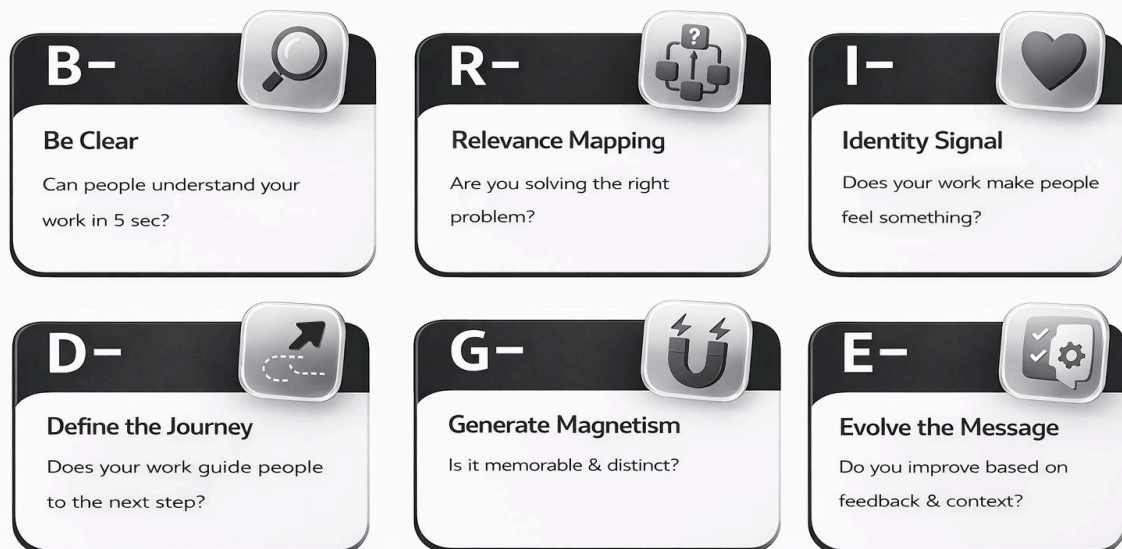 B–
Be Clear
Can people understand your
work in 5 sec?
R–
?
Relevance Mapping
Are you solving the right
problem?
I–
Identity Signal
Does your work make people
feel something?
D–
Define the Journey
Does your work guide people
to the next step?
G–
Generate Magnetism
Is it memorable & distinct?
E–
Evolve the Message
Do you improve based on
feedback & context?